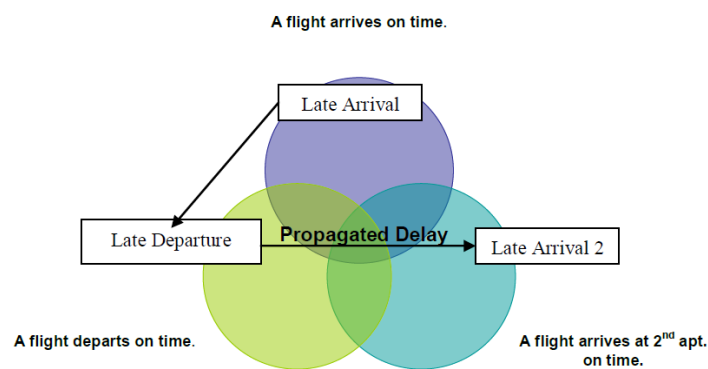 A flight arrives on time.
Late Arrival
Late Departure
Propagated Delay
Late Arrival 2
A flight departs on time.
A flight arrives at 2nd apt.
on time.